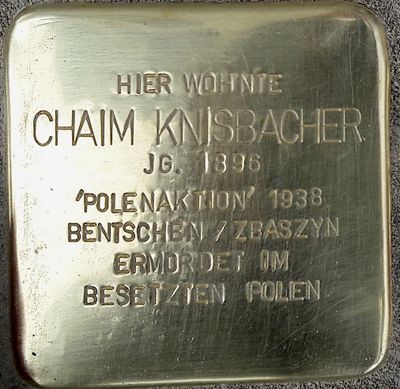 HIER WOHNTE
CHAIM KNISBACHER
JG. 1896
'POLENAKTION' 1938
BENTSCHEN / ZBASZYN
ERMORDET IM
BESETZTEN POLEN